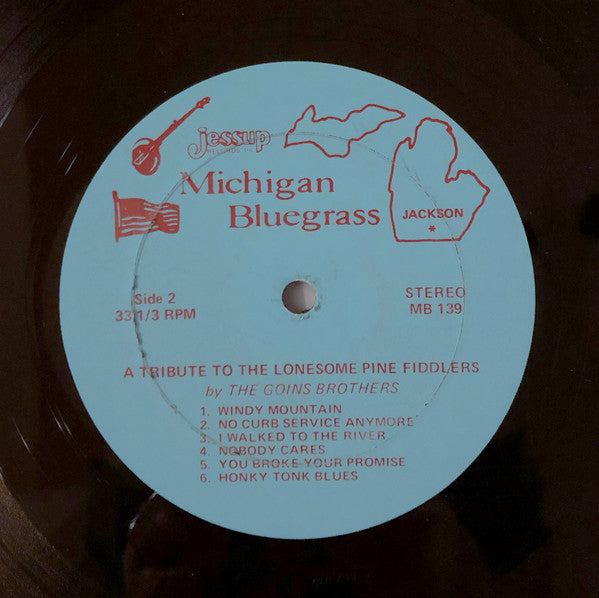 jessup
RECORDS INC.
Michigan
Bluegrass
JACKSON
*
Side 2
33 1/3 RPM
STEREO
MB 139
A TRIBUTE TO THE LONESOME PINE FIDDLERS
by THE GOINS BROTHERS
1. WINDY MOUNTAIN
2. NO CURB SERVICE ANYMORE
3. I WALKED TO THE RIVER
4. NOBODY CARES
5. YOU BROKE YOUR PROMISE
6. HONKY TONK BLUES